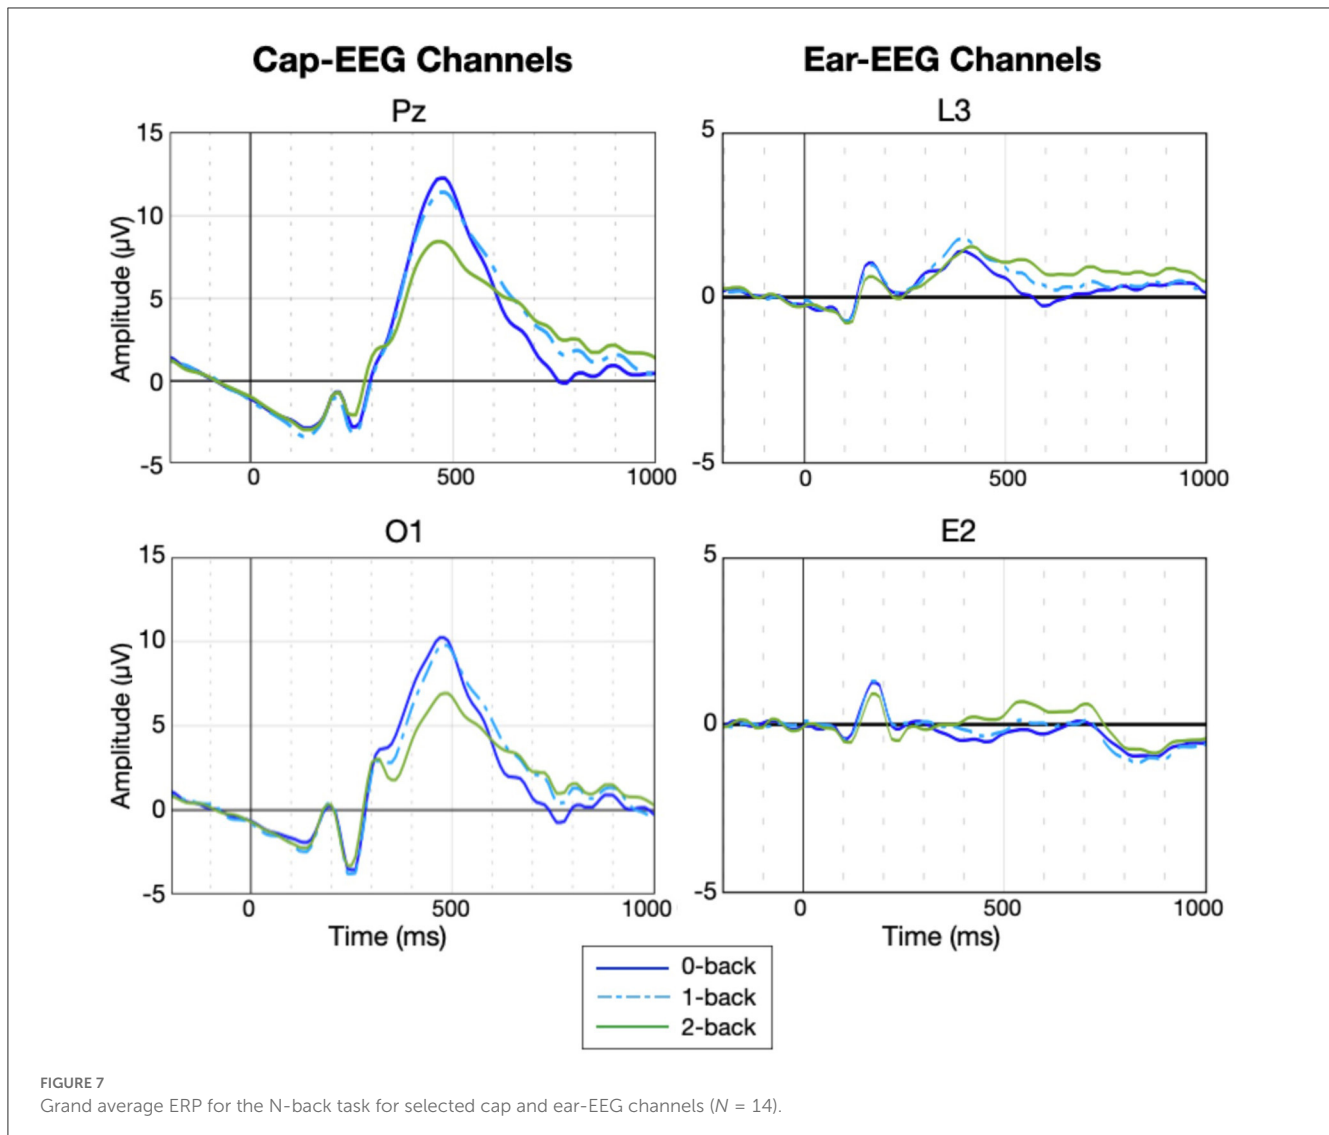 Cap-EEG Channels
Ear-EEG Channels
Pz
L3
15
10
5
0
-5
Amplitude (µV)
0
500
1000
5
0
-5
0
500
1000
O1
E2
15
10
5
0
-5
Amplitude (µV)
0
500
1000
Time (ms)
5
0
-5
0
500
1000
Time (ms)
0-back
1-back
2-back
FIGURE 7
Grand average ERP for the N-back task for selected cap and ear-EEG channels (N = 14).